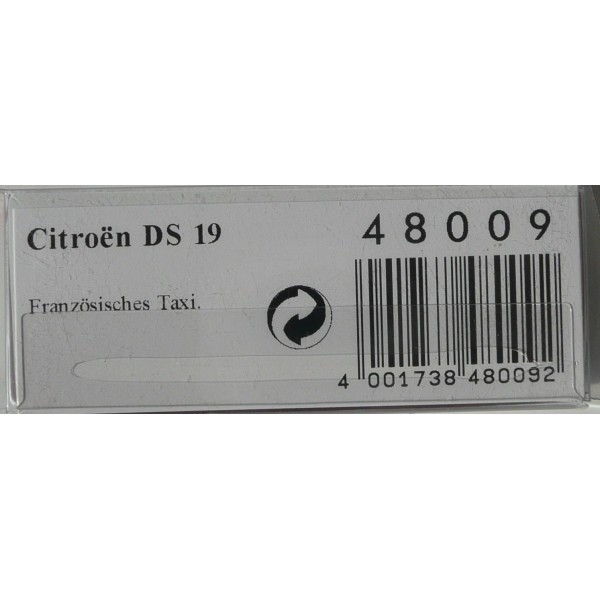 Citroën DS 19
48009
Französisches Taxi.
4 001738 480092